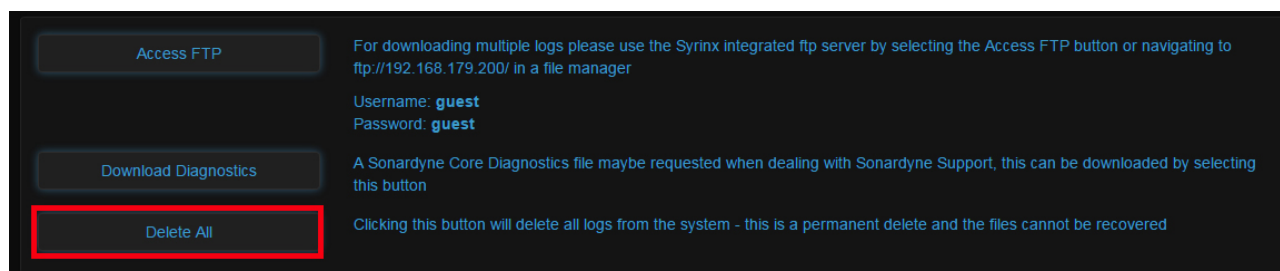 Access FTP
For downloading multiple logs please use the Syrinx integrated ftp server by selecting the Access FTP button or navigating to
ftp://192.168.179.200/ in a file manager
Username: guest
Password: guest
Download Diagnostics
A Sonardyne Core Diagnostics file maybe requested when dealing with Sonardyne Support, this can be downloaded by selecting
this button
Delete All
Clicking this button will delete all logs from the system - this is a permanent delete and the files cannot be recovered